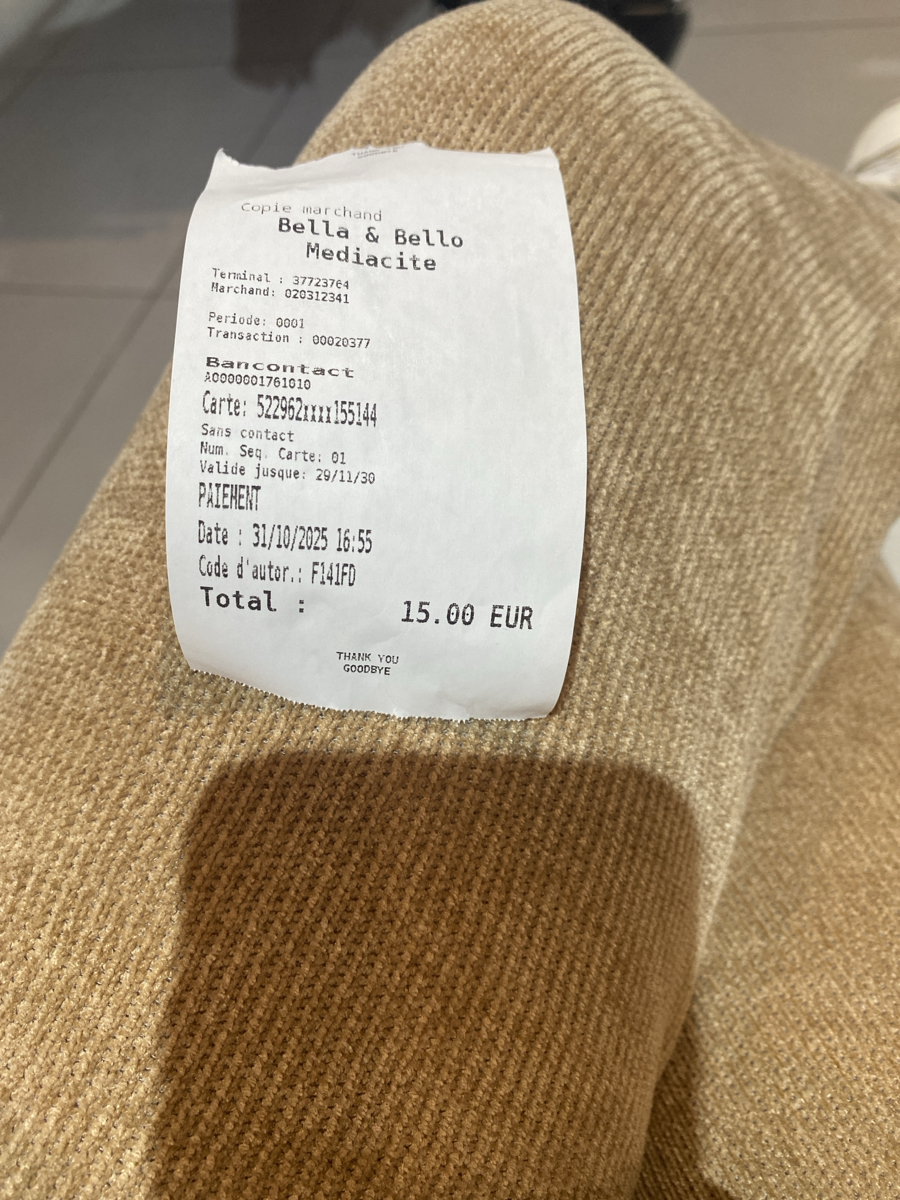 Copie marchand
Bella & Bello
Mediacite
Terminal : 37723764
Marchand: 020312341
Periode: 0001
Transaction : 00020377
Bancontact
A0000001761010
Carte: 522962xxxx155144
Sans contact
Num. Seq. Carte: 01
Valide jusque: 29/11/30
PAIEMENT
Date : 31/10/2025 16:55
Code d'autor.: F141FD
Total : 15.00 EUR
THANK YOU
GOODBYE